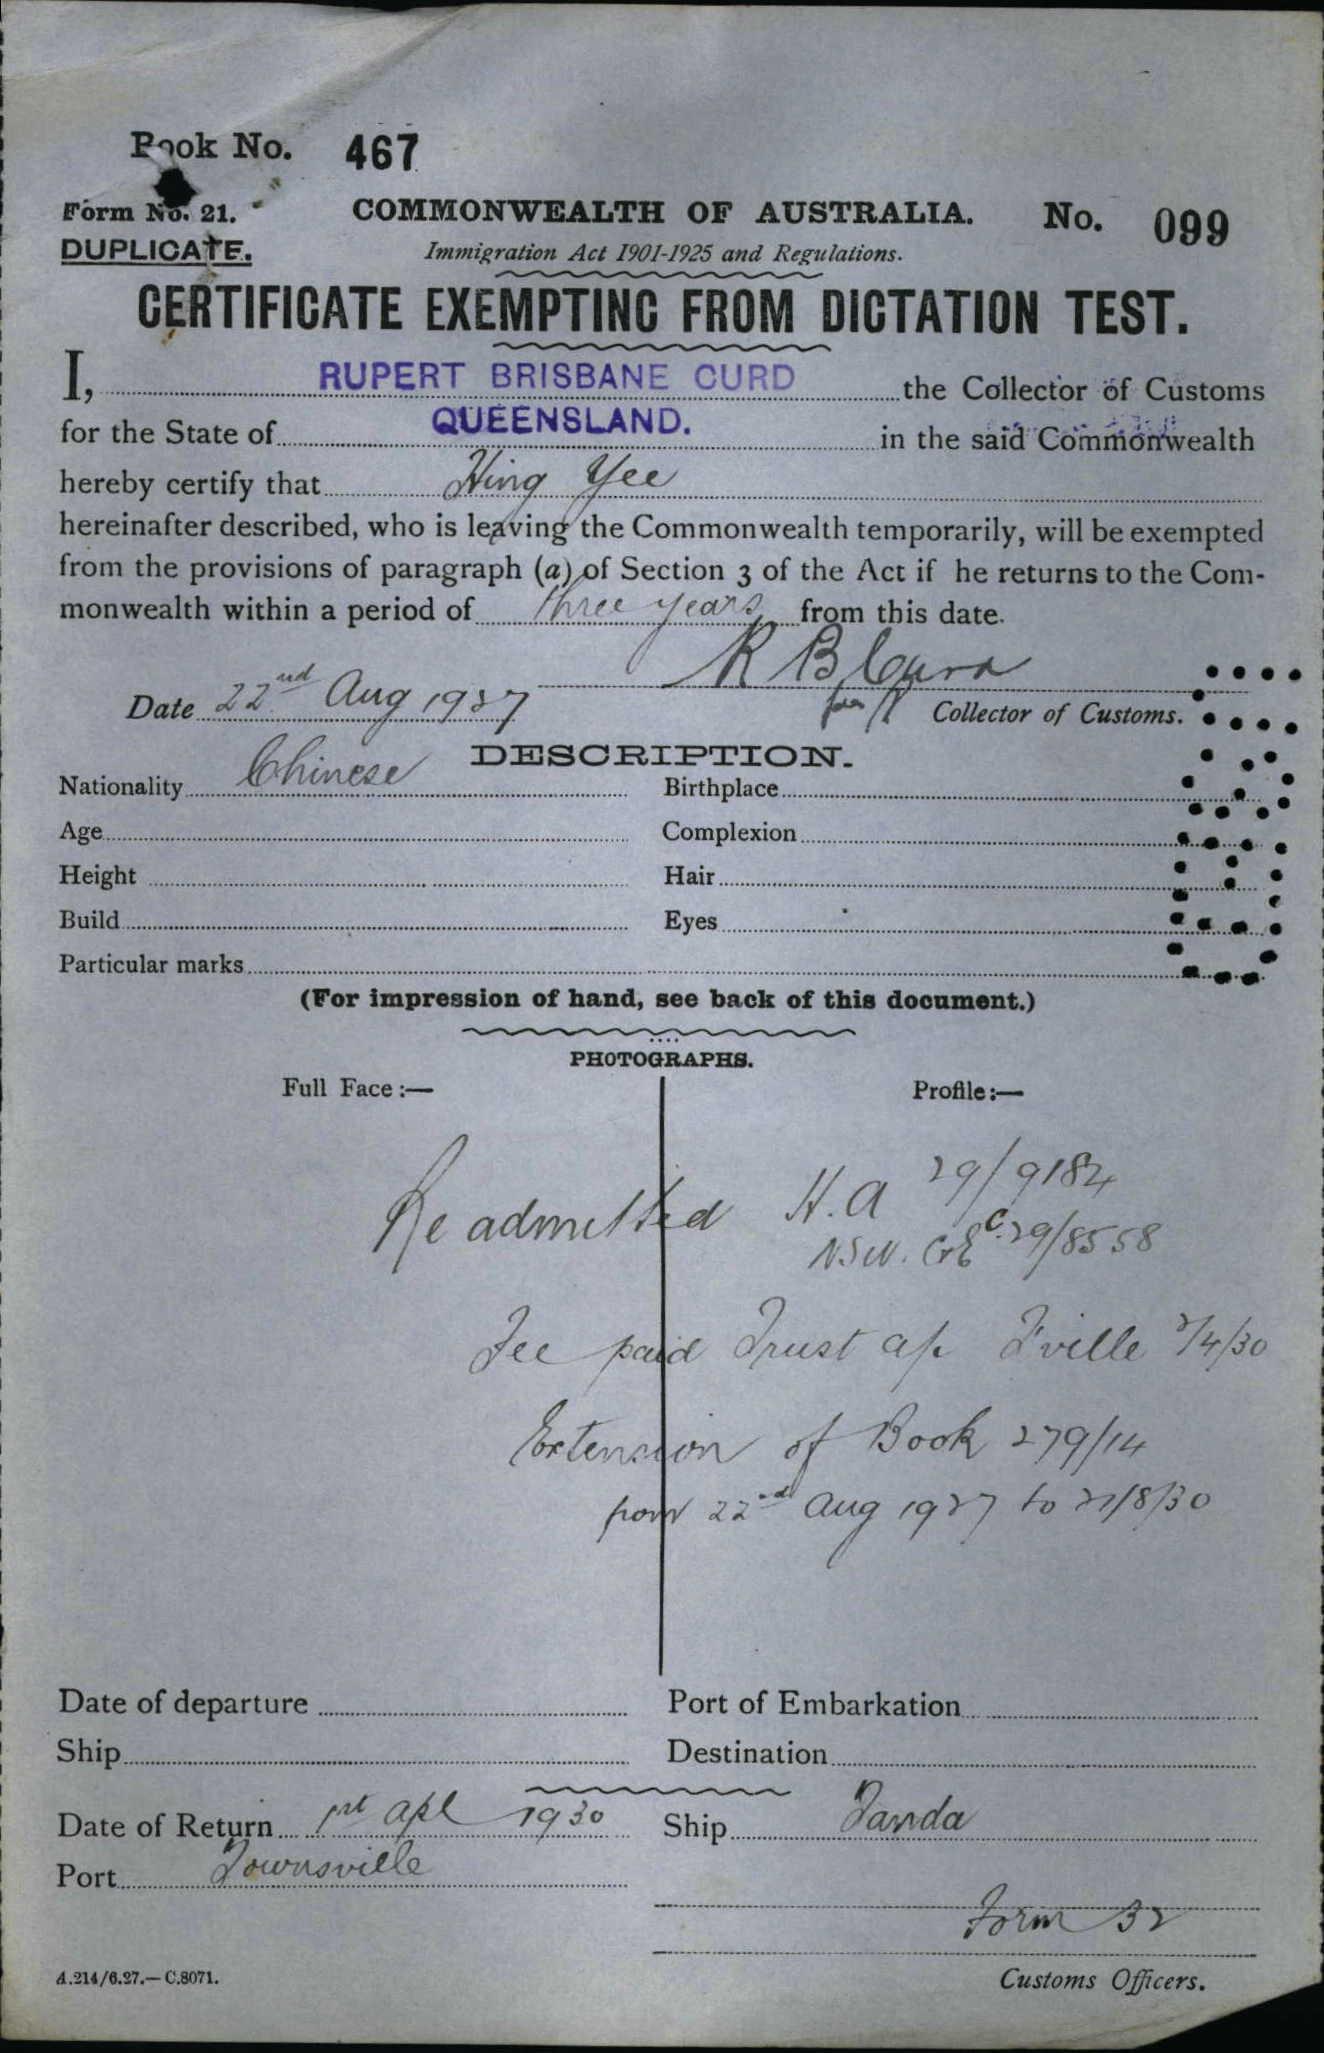 Book No. 467
Form No. 21.
COMMONWEALTH OF AUSTRALIA. No. 099
DUPLICATE.
Immigration Act 1901-1925 and Regulations.
CERTIFICATE EXEMPTING FROM DICTATION TEST.
I, RUPERT BRISBANE CURD the Collector of Customs
for the State of QUEENSLAND. in the said Commonwealth
hereby certify that Hing Yee
hereinafter described, who is leaving the Commonwealth temporarily, will be exempted
from the provisions of paragraph (a) of Section 3 of the Act if he returns to the Com-
monwealth within a period of three years from this date.
R B Curd
Date 22nd Aug 1927 for Collector of Customs.
DESCRIPTION.
Nationality Chinese Birthplace
Age Complexion
Height Hair
Build Eyes
Particular marks
(For impression of hand, see back of this document.)
PHOTOGRAPHS.
Full Face:— Profile:—
Readmitted H.A 29/9184
N.S.W. C 29/8558
Fee paid Trust a/c T'ville 2/4/30
Extension of Book 279/14
from 22nd Aug 1927 to 21/8/30
Date of departure Port of Embarkation
Ship Destination
Date of Return 1st Apl 1930 Ship Tanda
Port Townsville
Form 32
A.214/6.27.—C.8071. Customs Officers.